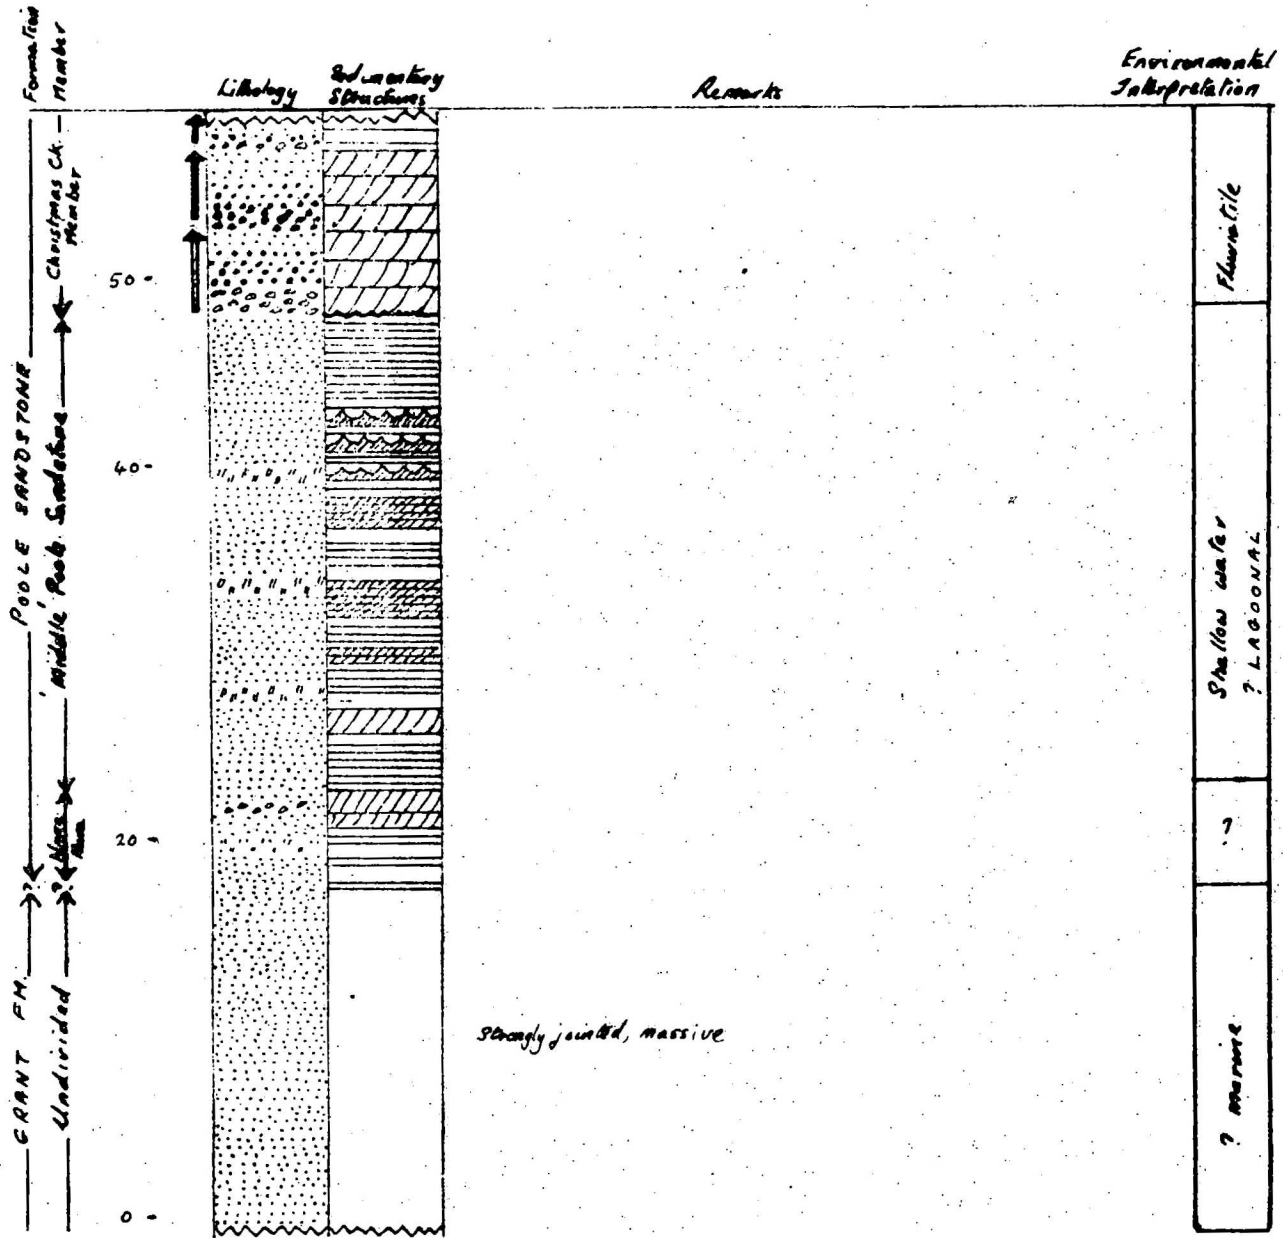 Formation
Member
Lithology
Sedimentary
Structures
Remarks
Environmental
Interpretation
POOLE SANDSTONE
GRANT FM.
Christmas Ck.
Member
'Middle' Poole Sandstone
?
?
Undivided
50 -
40 -
20 -
0 -
Strongly jointed, massive
Fluviatile
Shallow water
? LAGOONAL
?
? marine